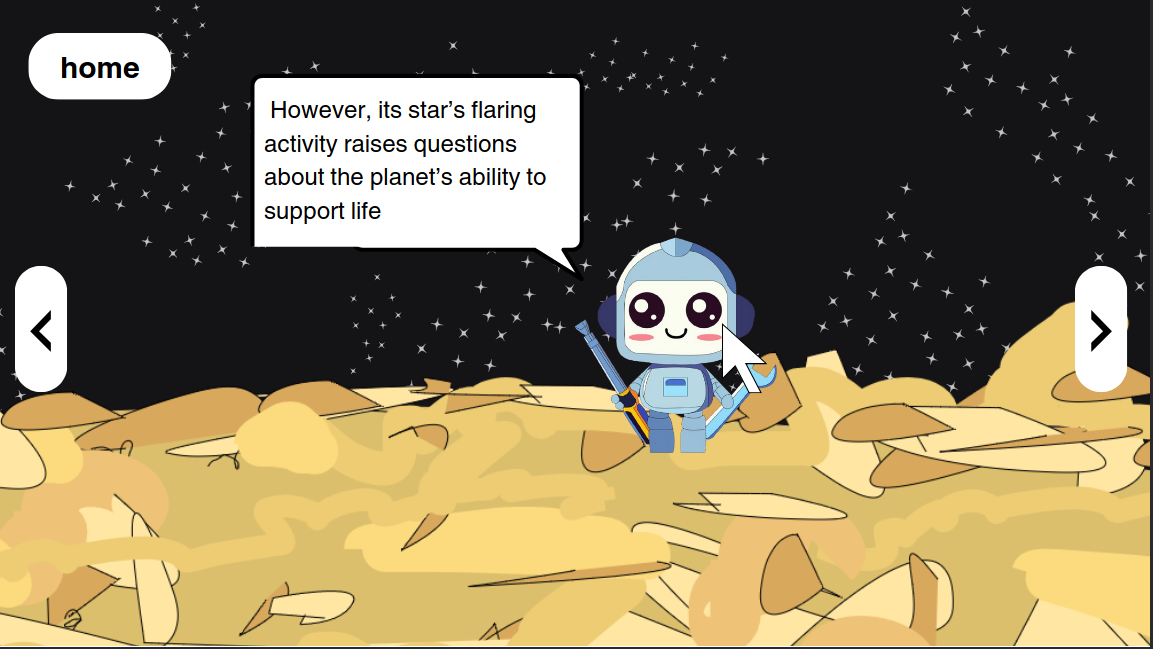 home
However, its star’s flaring
activity raises questions
about the planet’s ability to
support life